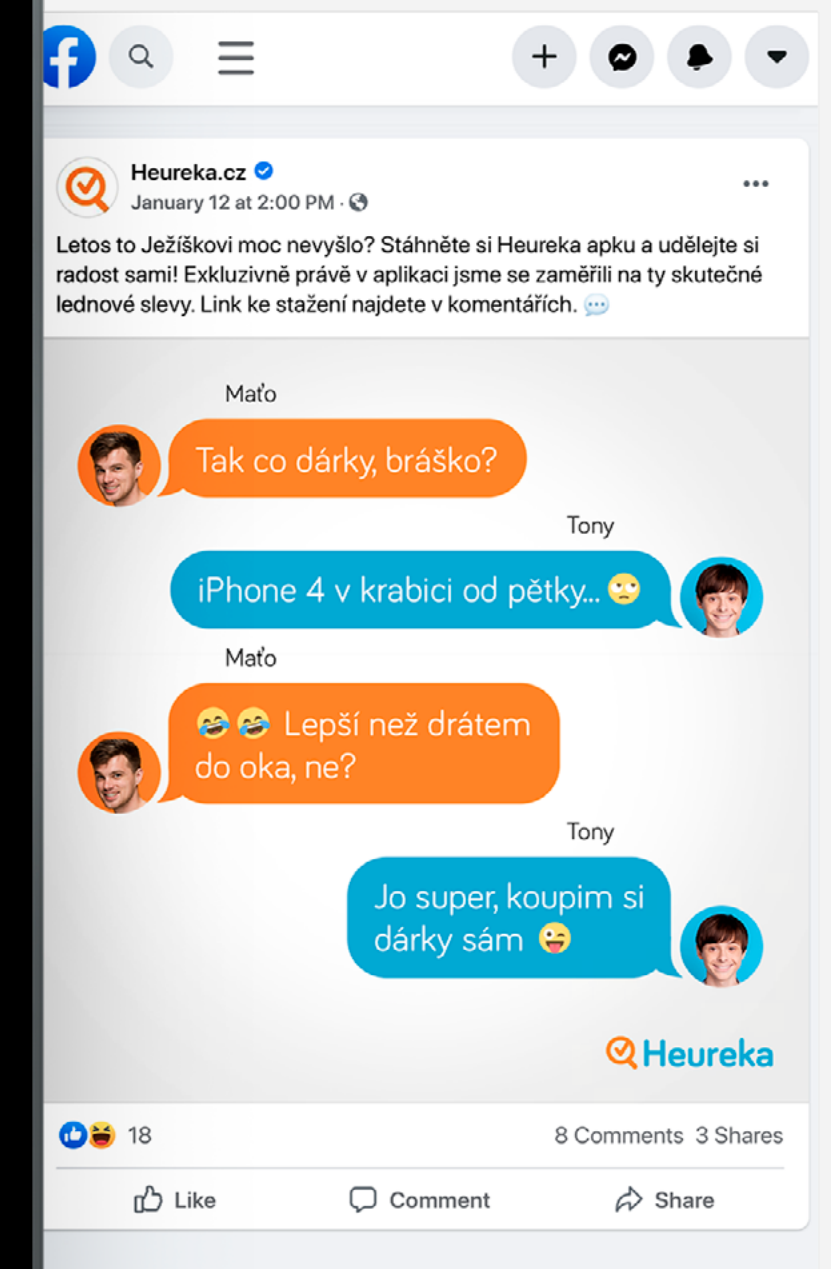 Heureka.cz
January 12 at 2:00 PM ·
Letos to Ježíškovi moc nevyšlo? Stáhněte si Heureka apku a udělejte si
radost sami! Exkluzivně právě v aplikaci jsme se zaměřili na ty skutečné
lednové slevy. Link ke stažení najdete v komentářích. 💬
Maťo
Tak co dárky, bráško?
Tony
iPhone 4 v krabici od pětky... 🙄
Maťo
😂😂 Lepší než drátem
do oka, ne?
Tony
Jo super, koupim si
dárky sám 😜
Heureka
18
8 Comments 3 Shares
Like
Comment
Share